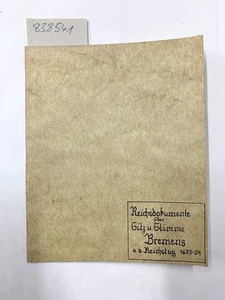 838541
Reichsdokumente
über
Sitz u. Stimme
Bremens
a. d. Reichstag 1653-54